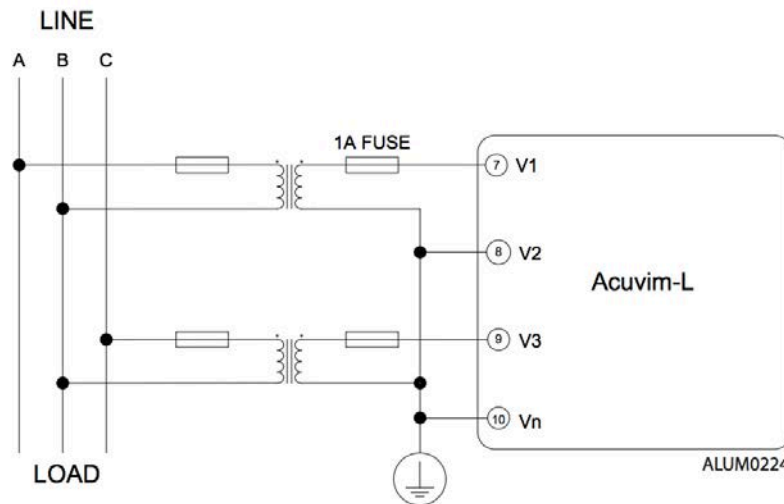 LINE
A B C
1A FUSE
7 V1
8 V2
Acuvim-L
9 V3
10 Vn
ALUM0224
LOAD